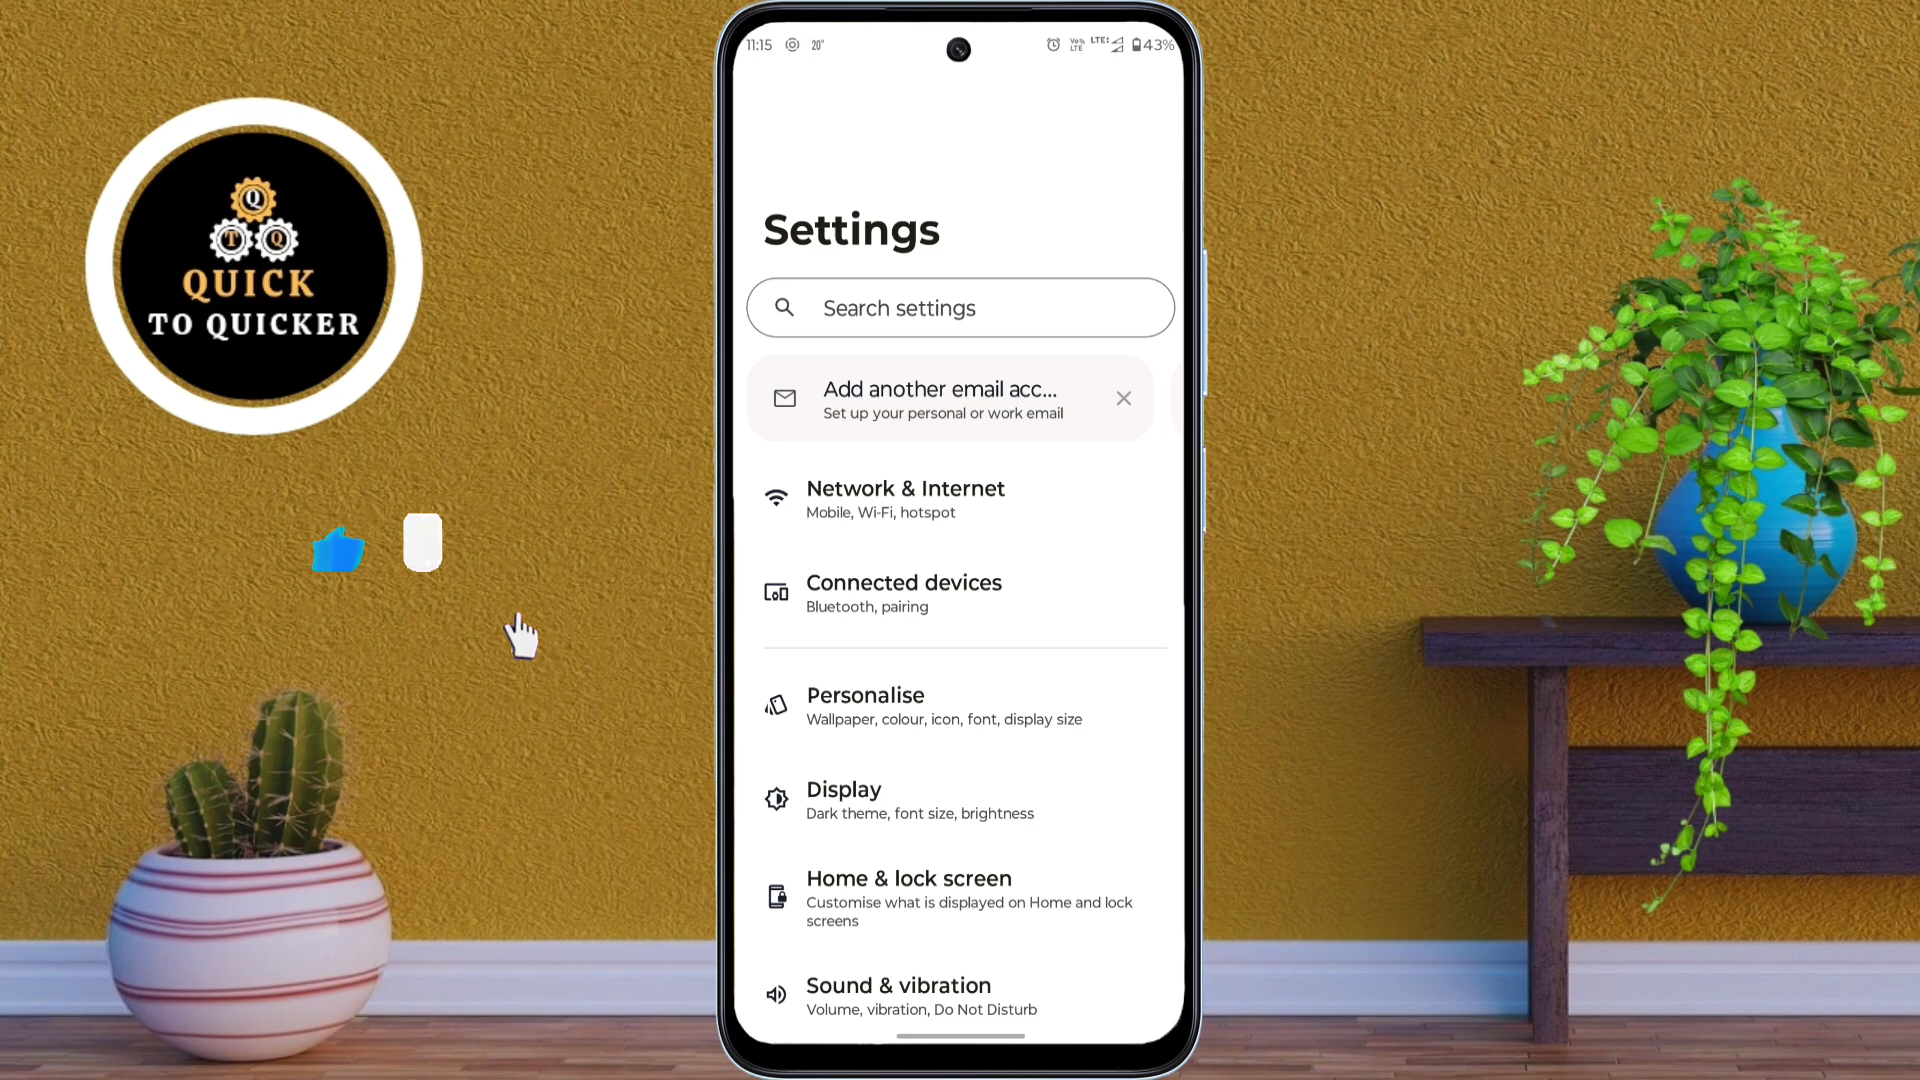 Q
T Q
QUICK
TO QUICKER
11:15 20° LTE 43%
Settings
Search settings
Add another email acc...
Set up your personal or work email
Network & Internet
Mobile, Wi-Fi, hotspot
Connected devices
Bluetooth, pairing
Personalise
Wallpaper, colour, icon, font, display size
Display
Dark theme, font size, brightness
Home & lock screen
Customise what is displayed on Home and lock
screens
Sound & vibration
Volume, vibration, Do Not Disturb